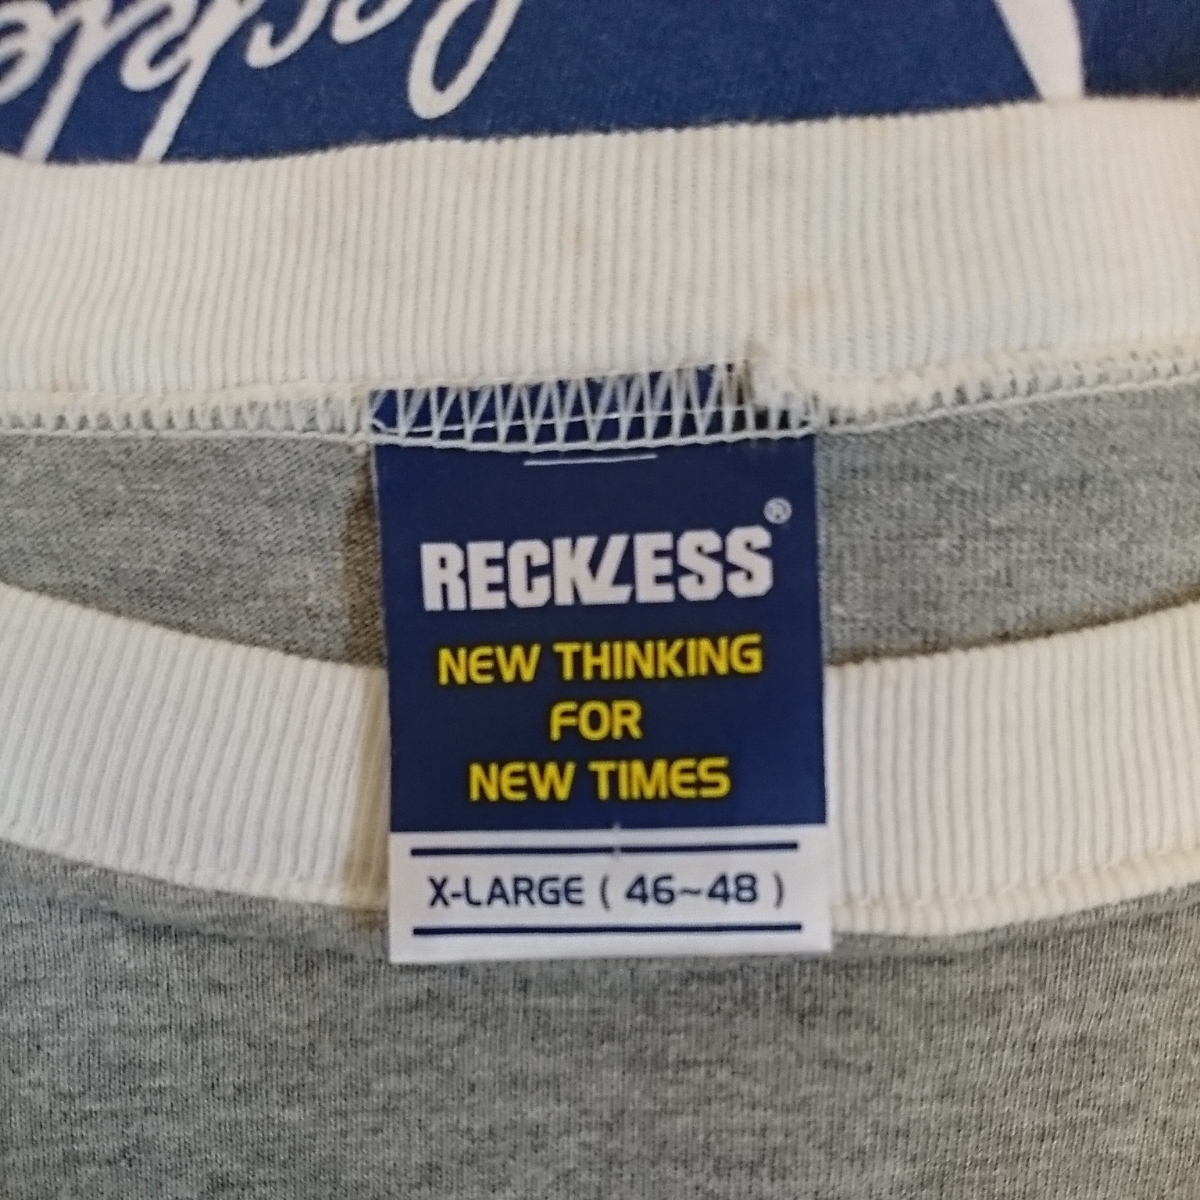 RECKLESS®
NEW THINKING
FOR
NEW TIMES
X-LARGE ( 46~48 )